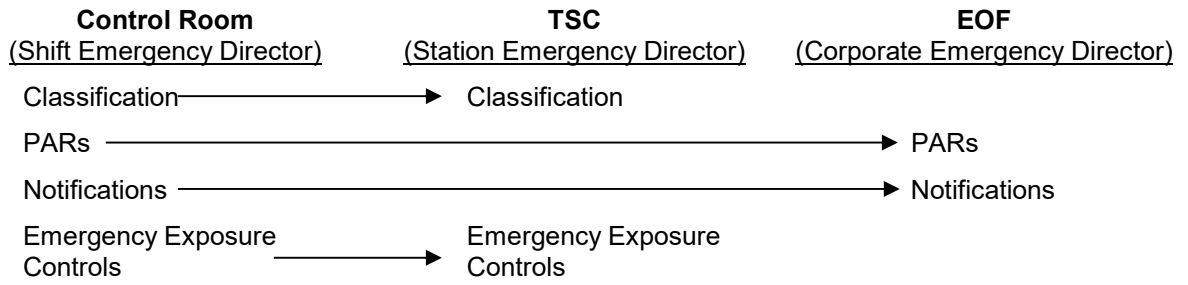 Control Room TSC EOF
(Shift Emergency Director) (Station Emergency Director) (Corporate Emergency Director)
Classification Classification
PARs PARs
Notifications Notifications
Emergency Exposure Emergency Exposure
Controls Controls